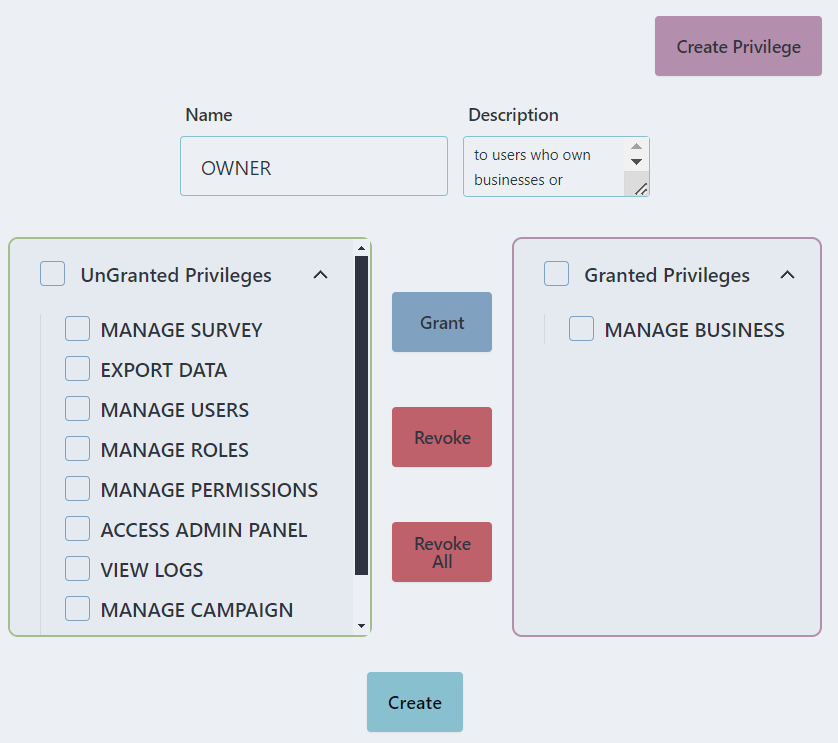 Create Privilege
Name
Description
OWNER
to users who own
businesses or
UnGranted Privileges
MANAGE SURVEY
EXPORT DATA
MANAGE USERS
MANAGE ROLES
MANAGE PERMISSIONS
ACCESS ADMIN PANEL
VIEW LOGS
MANAGE CAMPAIGN
Grant
Revoke
Revoke
All
Granted Privileges
MANAGE BUSINESS
Create